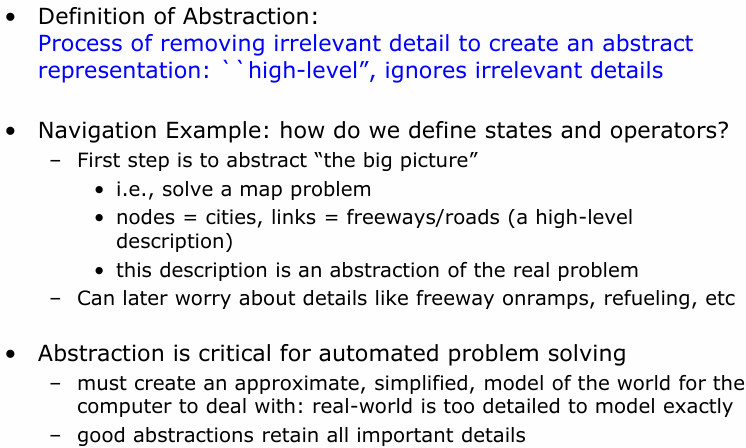 • Definition of Abstraction:
Process of removing irrelevant detail to create an abstract
representation: ``high-level”, ignores irrelevant details
• Navigation Example: how do we define states and operators?
– First step is to abstract “the big picture”
• i.e., solve a map problem
• nodes = cities, links = freeways/roads (a high-level
description)
• this description is an abstraction of the real problem
– Can later worry about details like freeway onramps, refueling, etc
• Abstraction is critical for automated problem solving
– must create an approximate, simplified, model of the world for the
computer to deal with: real-world is too detailed to model exactly
– good abstractions retain all important details